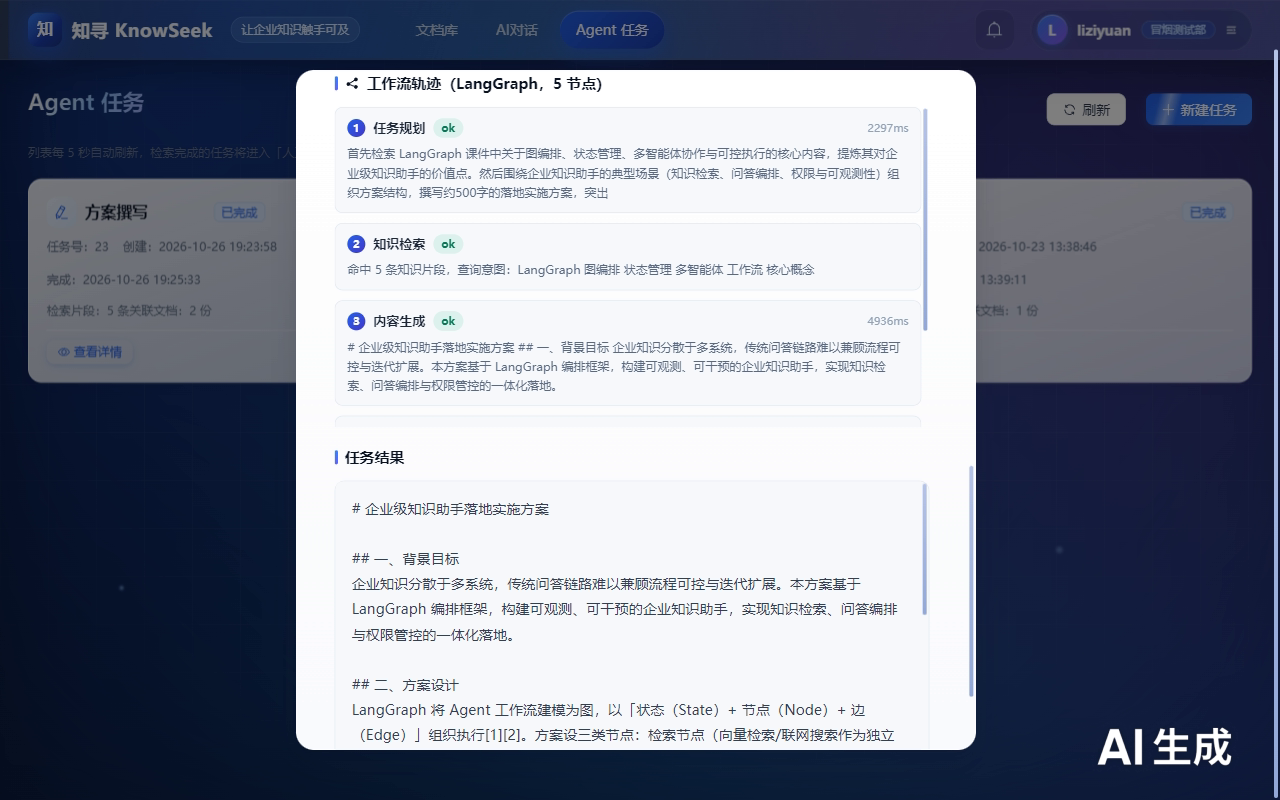 知 知寻 KnowSeek 让企业知识触手可及 文档库 AI对话 Agent 任务 L liziyuan 冒烟测试部
Agent 任务
刷新 + 新建任务
列表每 5 秒自动刷新，检索完成的任务将进入「人
方案撰写 已完成
任务号：23 创建：2026-10-26 19:23:58
完成：2026-10-26 19:25:33
检索片段：5 条关联文档：2 份
查看详情
已完成
2026-10-23 13:38:46
13:39:11
文档：1 份
工作流轨迹（LangGraph，5 节点）
1 任务规划 ok 2297ms
首先检索 LangGraph 课件中关于图编排、状态管理、多智能体协作与可控执行的核心内容，提炼其对企
业级知识助手的价值点。然后围绕企业知识助手的典型场景（知识检索、问答编排、权限与可观测性）组
织方案结构，撰写约500字的落地实施方案，突出
2 知识检索 ok
命中 5 条知识片段，查询意图：LangGraph 图编排 状态管理 多智能体 工作流 核心概念
3 内容生成 ok 4936ms
# 企业级知识助手落地实施方案 ## 一、背景目标 企业知识分散于多系统，传统问答链路难以兼顾流程可
控与迭代扩展。本方案基于 LangGraph 编排框架，构建可观测、可干预的企业知识助手，实现知识检
索、问答编排与权限管控的一体化落地。
任务结果
# 企业级知识助手落地实施方案
## 一、背景目标
企业知识分散于多系统，传统问答链路难以兼顾流程可控与迭代扩展。本方案基于
LangGraph 编排框架，构建可观测、可干预的企业知识助手，实现知识检索、问答编排
与权限管控的一体化落地。
## 二、方案设计
LangGraph 将 Agent 工作流建模为图，以「状态（State）+ 节点（Node）+ 边
（Edge）」组织执行[1][2]。方案设三类节点：检索节点（向量检索/联网搜索作为独立
AI 生成